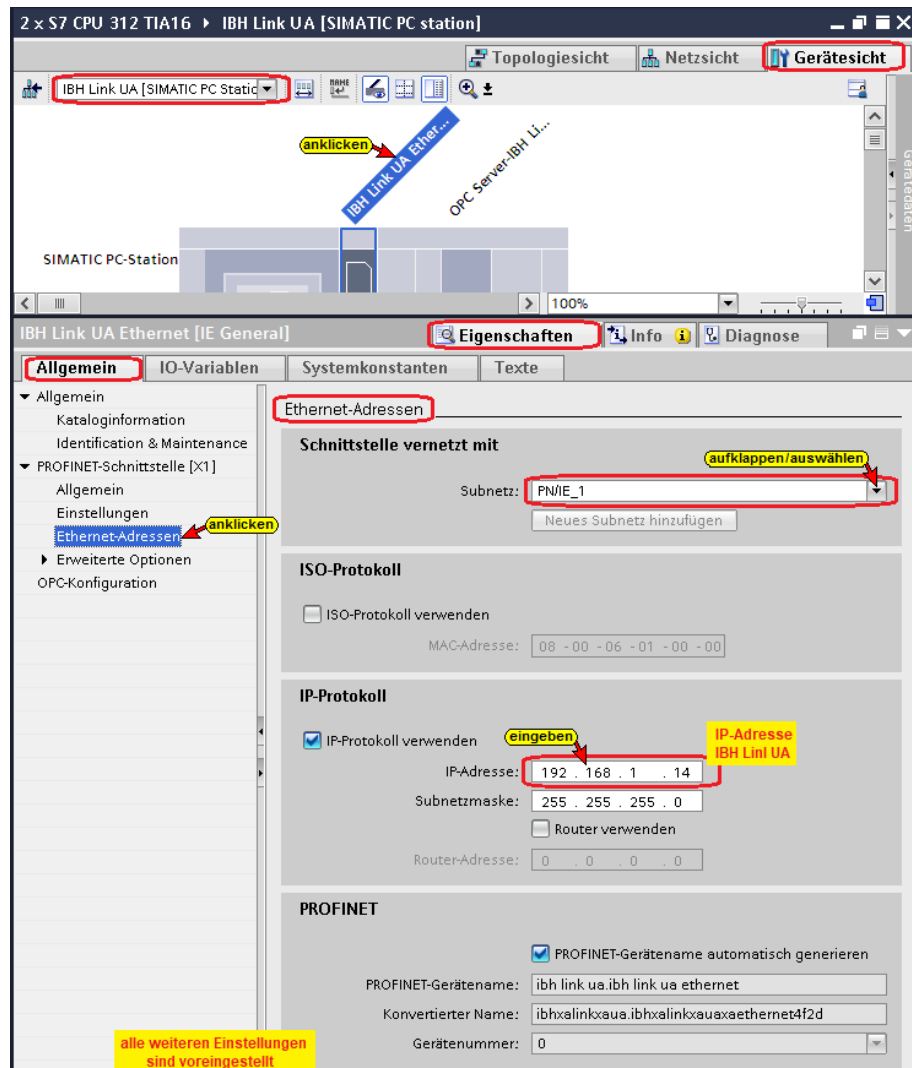 2 x S7 CPU 312 TIA16 ▸ IBH Link UA [SIMATIC PC station]
Topologiesicht Netzsicht Gerätesicht
IBH Link UA [SIMATIC PC Static
anklicken
IBH Link UA Ether...
OPC Server-IBH Li...
Gerätedaten
SIMATIC PC-Station
100%
IBH Link UA Ethernet [IE General]
Eigenschaften Info Diagnose
Allgemein IO-Variablen Systemkonstanten Texte
Allgemein
Kataloginformation
Identification & Maintenance
PROFINET-Schnittstelle [X1]
Allgemein
Einstellungen
anklicken
Ethernet-Adressen
Erweiterte Optionen
OPC-Konfiguration
Ethernet-Adressen
Schnittstelle vernetzt mit
aufklappen/auswählen
Subnetz: PN/IE_1
Neues Subnetz hinzufügen
ISO-Protokoll
ISO-Protokoll verwenden
MAC-Adresse: 08 -00 -06 -01 -00 -00
IP-Protokoll
IP-Protokoll verwenden
eingeben
IP-Adresse
IBH Linl UA
IP-Adresse: 192 . 168 . 1 . 14
Subnetzmaske: 255 . 255 . 255 . 0
Router verwenden
Router-Adresse: 0 . 0 . 0 . 0
PROFINET
PROFINET-Gerätename automatisch generieren
PROFINET-Gerätename: ibh link ua.ibh link ua ethernet
Konvertierter Name: ibhxalinkxaua.ibhxalinkxauaxaethernet4f2d
Gerätenummer: 0
alle weiteren Einstellungen
sind voreingestellt